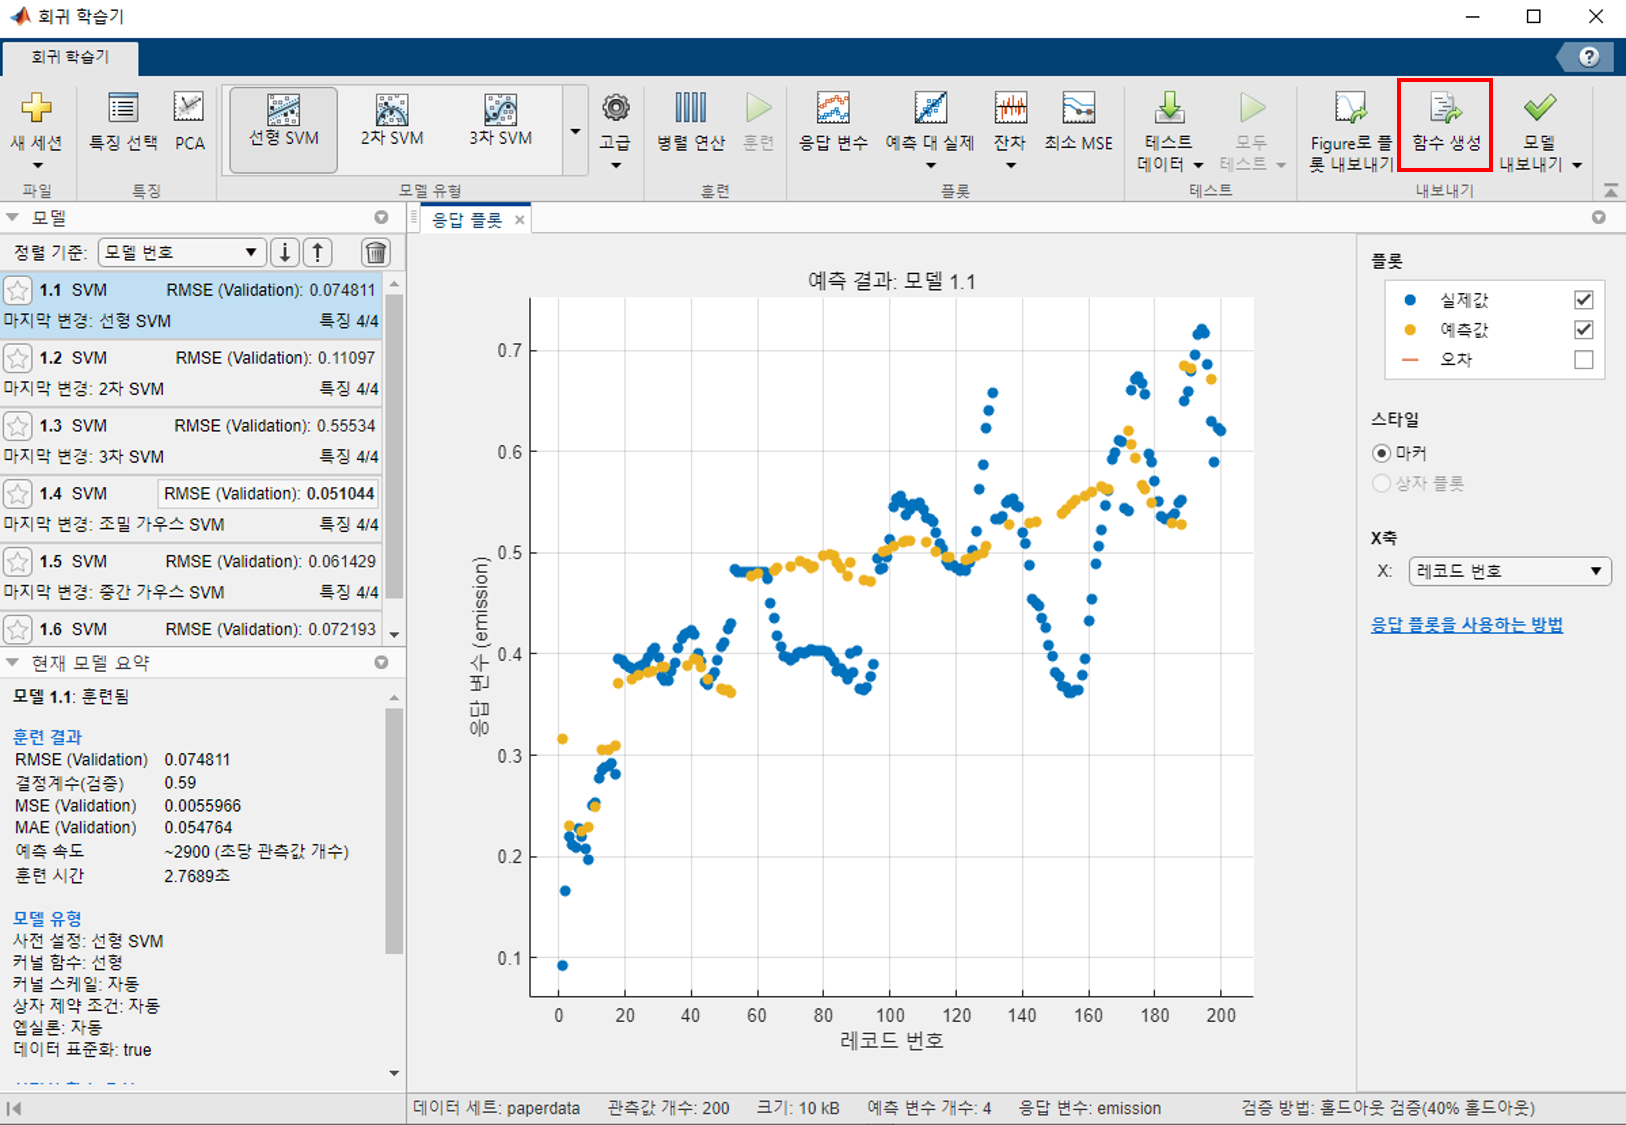 회귀 학습기
회귀 학습기
?
새 세션
특징 선택
PCA
선형 SVM
2차 SVM
3차 SVM
고급
병렬 연산
훈련
응답 변수
예측 대 실제
잔차
최소 MSE
테스트
데이터
모두
테스트
Figure로 플
롯 내보내기
함수 생성
모델
내보내기
파일
특징
모델 유형
훈련
플롯
테스트
내보내기
모델
정렬 기준: 모델 번호
1.1 SVM RMSE (Validation): 0.074811
마지막 변경: 선형 SVM 특징 4/4
1.2 SVM RMSE (Validation): 0.11097
마지막 변경: 2차 SVM 특징 4/4
1.3 SVM RMSE (Validation): 0.55534
마지막 변경: 3차 SVM 특징 4/4
1.4 SVM RMSE (Validation): 0.051044
마지막 변경: 조밀 가우스 SVM 특징 4/4
1.5 SVM RMSE (Validation): 0.061429
마지막 변경: 중간 가우스 SVM 특징 4/4
1.6 SVM RMSE (Validation): 0.072193
현재 모델 요약
모델 1.1: 훈련됨
훈련 결과
RMSE (Validation) 0.074811
결정계수(검증) 0.59
MSE (Validation) 0.0055966
MAE (Validation) 0.054764
예측 속도 ~2900 (초당 관측값 개수)
훈련 시간 2.7689초
모델 유형
사전 설정: 선형 SVM
커널 함수: 선형
커널 스케일: 자동
상자 제약 조건: 자동
엡실론: 자동
데이터 표준화: true
응답 플롯
예측 결과: 모델 1.1
응답 변수 (emission)
0.7
0.6
0.5
0.4
0.3
0.2
0.1
0 20 40 60 80 100 120 140 160 180 200
레코드 번호
플롯
실제값
예측값
오차
스타일
마커
상자 플롯
X축
X: 레코드 번호
응답 플롯을 사용하는 방법
데이터 세트: paperdata 관측값 개수: 200 크기: 10 kB 예측 변수 개수: 4 응답 변수: emission 검증 방법: 홀드아웃 검증(40% 홀드아웃)